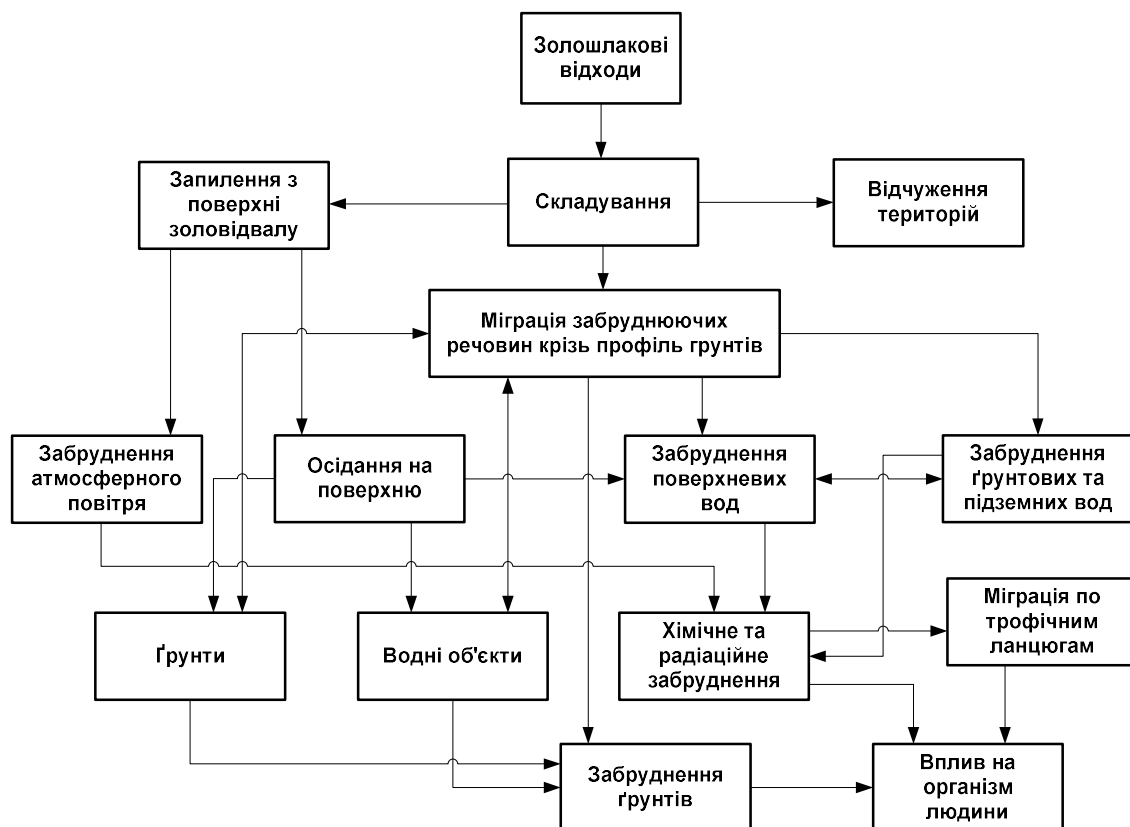 Золошлакові
відходи
Запилення з
поверхні
золовідвалу
Складування
Відчуження
територій
Міграція забруднюючих
речовин крізь профіль грунтів
Забруднення
атмосферного
повітря
Осідання на
поверхню
Забруднення
поверхневих
вод
Забруднення
ґрунтових та
підземних вод
Ґрунти
Водні об'єкти
Хімічне та
радіаційне
забруднення
Міграція по
трофічним
ланцюгам
Забруднення
ґрунтів
Вплив на
організм
людини